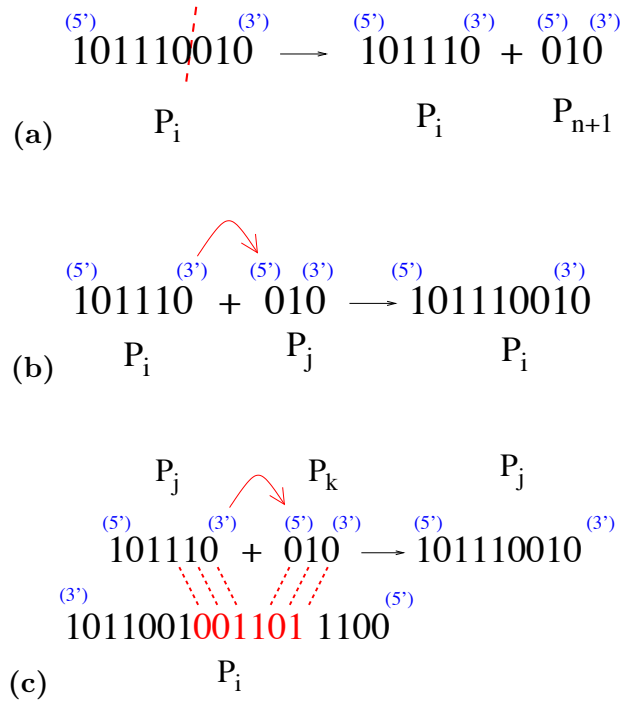 (5’) (3’) (5’) (3’) (5’) (3’)
101110010 101110 + 010
(a) P_i P_i P_{n+1}
(5’) (3’) (5’) (3’) (5’) (3’)
101110 + 010 101110010
(b) P_i P_j P_i
P_j P_k P_j
(5’) (3’) (5’) (3’) (5’) (3’)
101110 + 010 101110010
(3’) (5’)
1011001001101 1100
(c) P_i